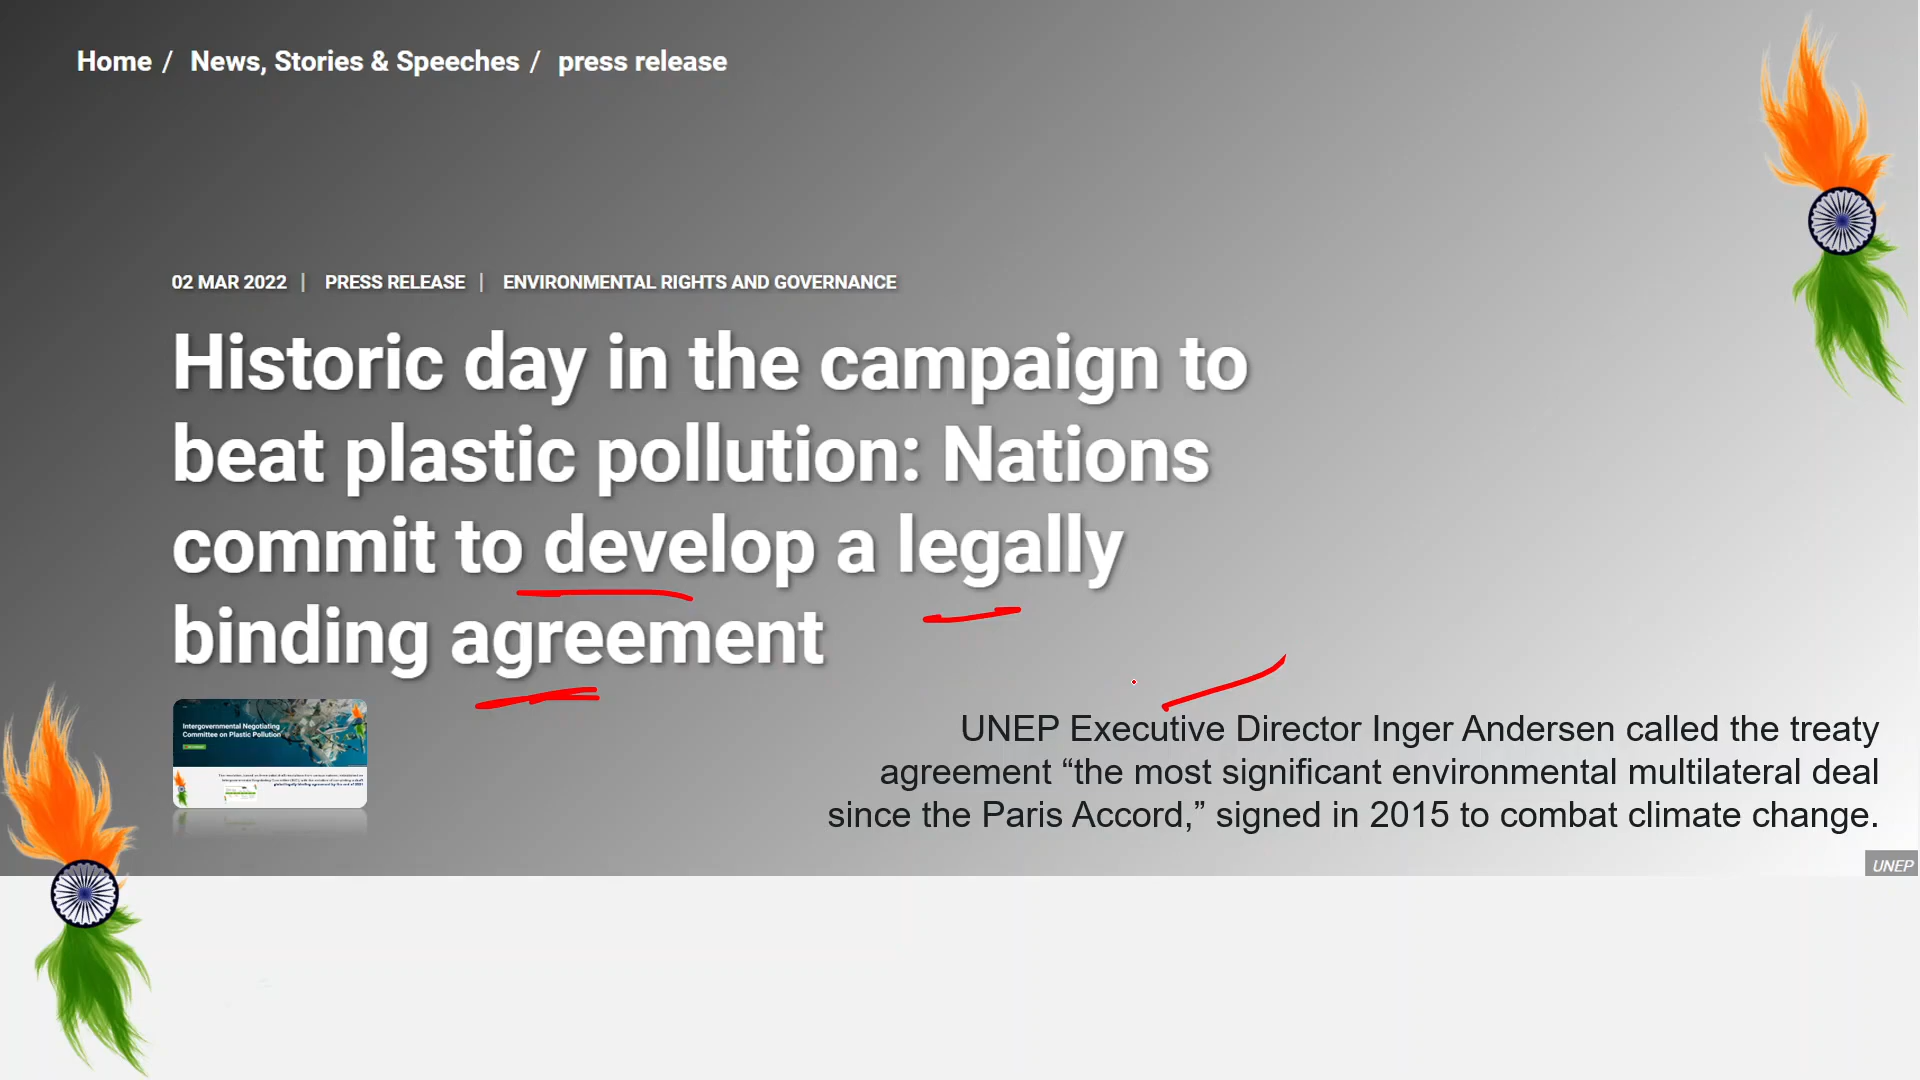 Home / News, Stories & Speeches / press release
02 MAR 2022 | PRESS RELEASE | ENVIRONMENTAL RIGHTS AND GOVERNANCE
Historic day in the campaign to
beat plastic pollution: Nations
commit to develop a legally
binding agreement
Intergovernmental Negotiating
Committee on Plastic Pollution
UNEP Executive Director Inger Andersen called the treaty
agreement “the most significant environmental multilateral deal
since the Paris Accord,” signed in 2015 to combat climate change.
UNEP